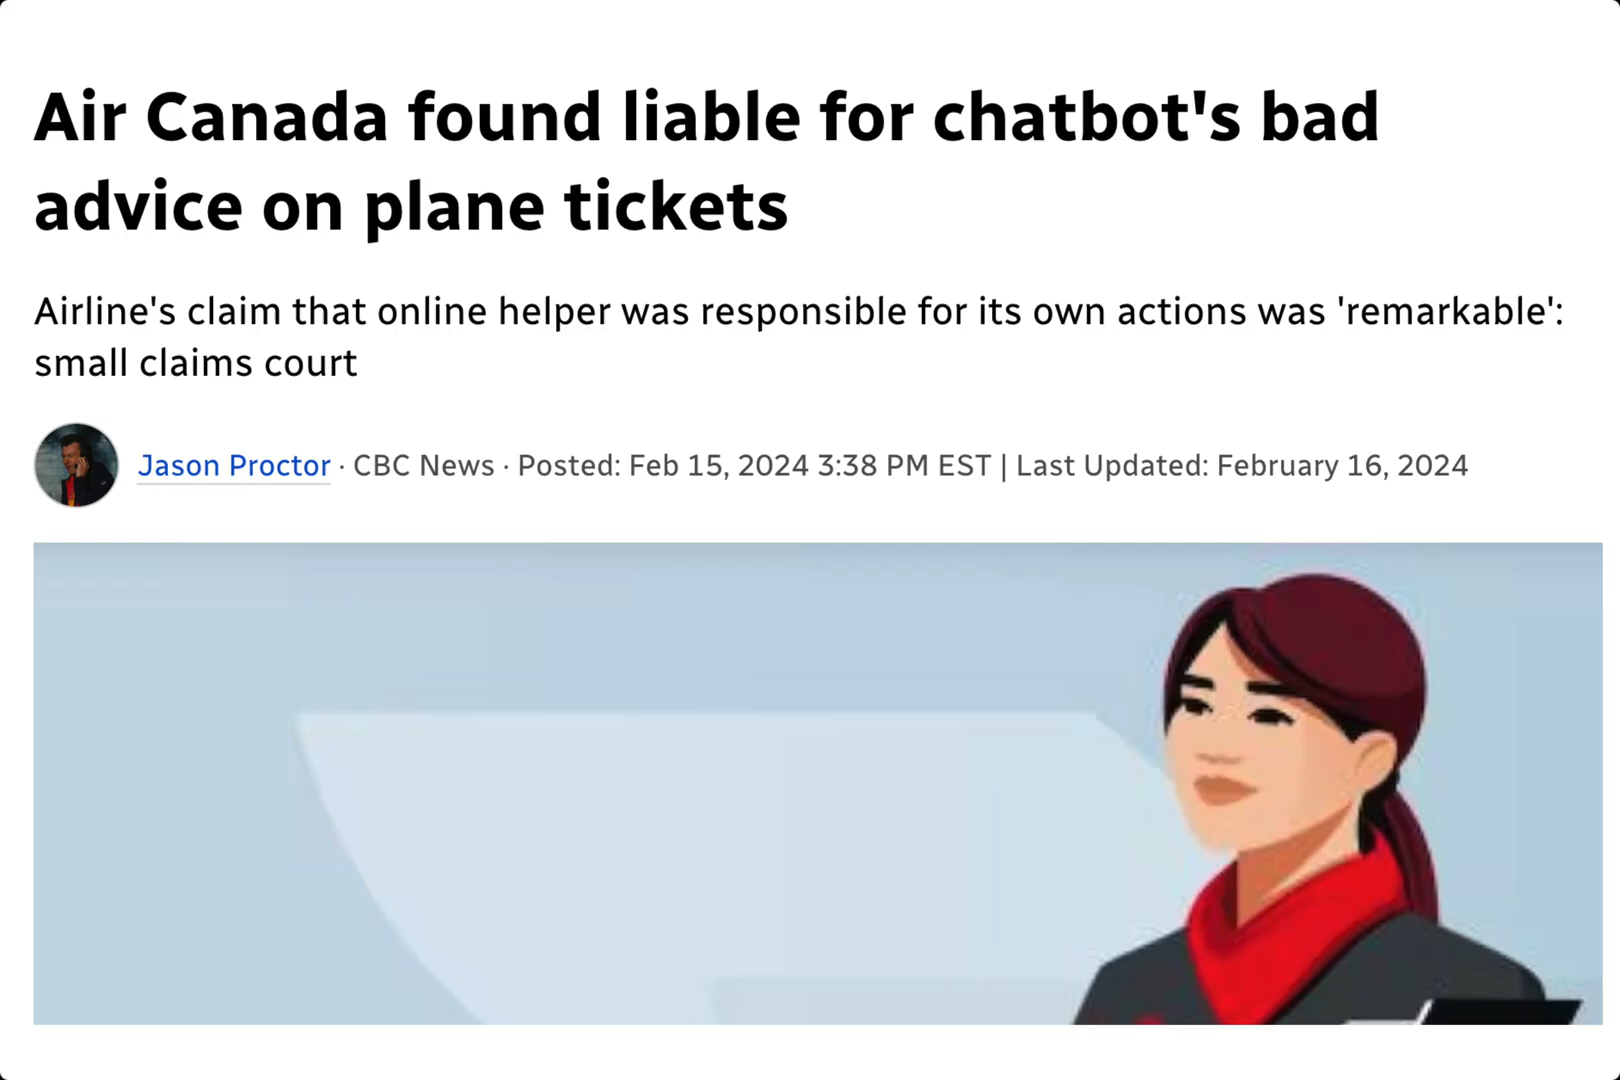 Air Canada found liable for chatbot's bad
advice on plane tickets
Airline's claim that online helper was responsible for its own actions was 'remarkable':
small claims court
Jason Proctor · CBC News · Posted: Feb 15, 2024 3:38 PM EST | Last Updated: February 16, 2024